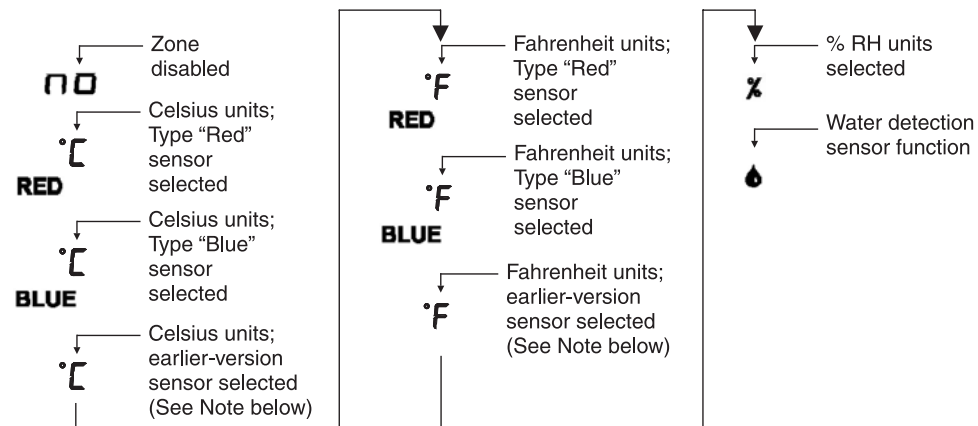 Zone
disabled
no
Celsius units;
Type “Red”
sensor
selected
°C
RED
Celsius units;
Type “Blue”
sensor
selected
°C
BLUE
Celsius units;
earlier-version
sensor selected
(See Note below)
°C
Fahrenheit units;
Type “Red”
sensor
selected
°F
RED
Fahrenheit units;
Type “Blue”
sensor
selected
°F
BLUE
Fahrenheit units;
earlier-version
sensor selected
(See Note below)
°F
% RH units
selected
%
Water detection
sensor function